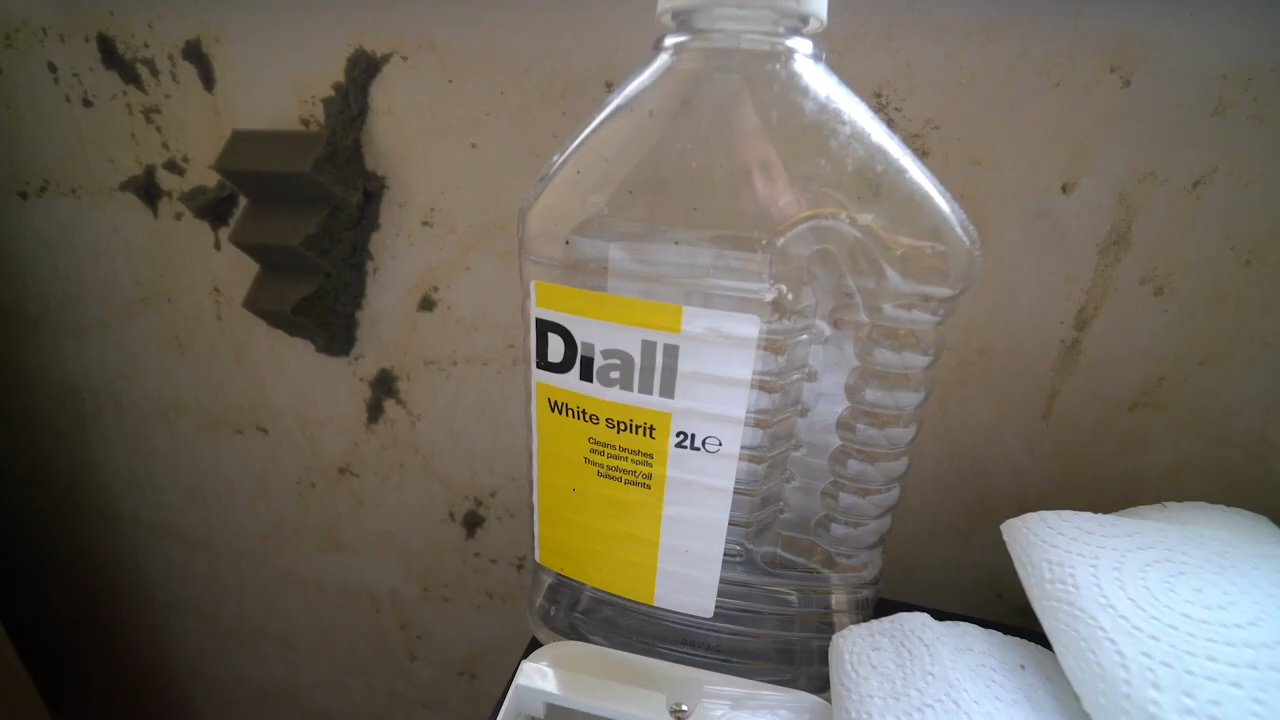 Diall
White spirit
2L℮
Cleans brushes
and paint spills
Thins solvent/oil
based paints